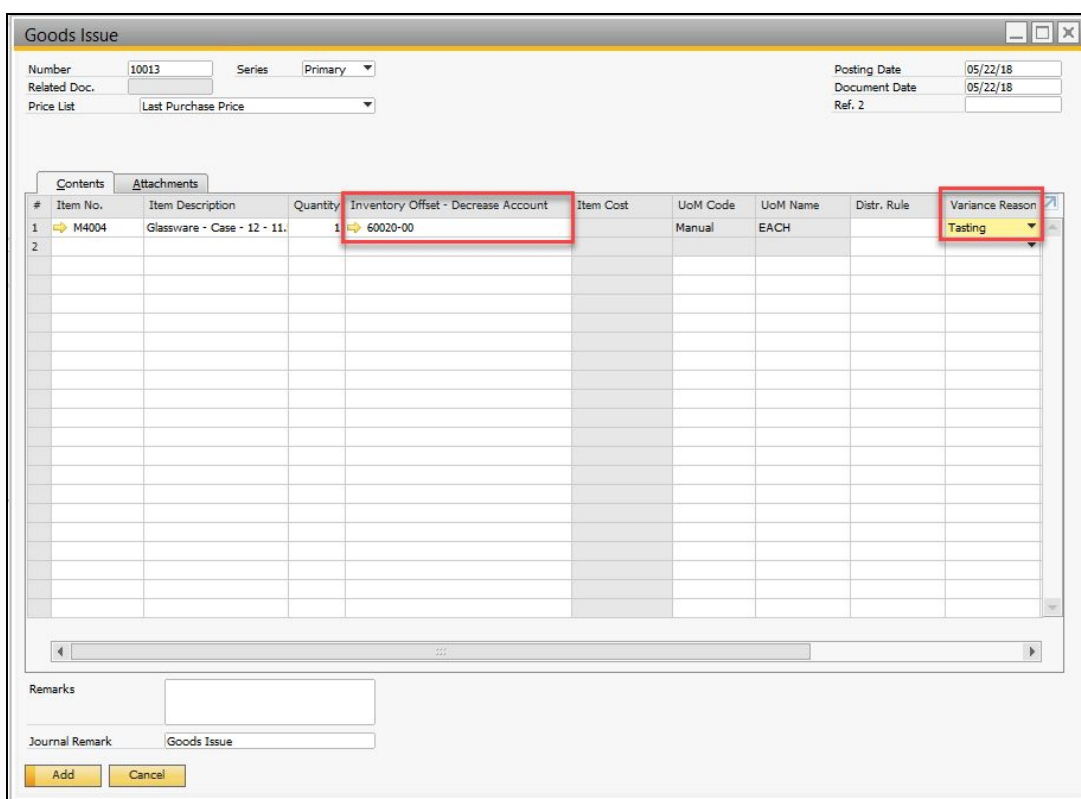 Goods Issue
Number 10013 Series Primary Posting Date 05/22/18
Related Doc. Document Date 05/22/18
Price List Last Purchase Price Ref. 2
Contents Attachments
# Item No. Item Description Quantity Inventory Offset - Decrease Account Item Cost UoM Code UoM Name Distr. Rule Variance Reason
1 M4004 Glassware - Case - 12 - 11. 1 60020-00 Manual EACH Tasting
2
Remarks
Journal Remark Goods Issue
Add Cancel